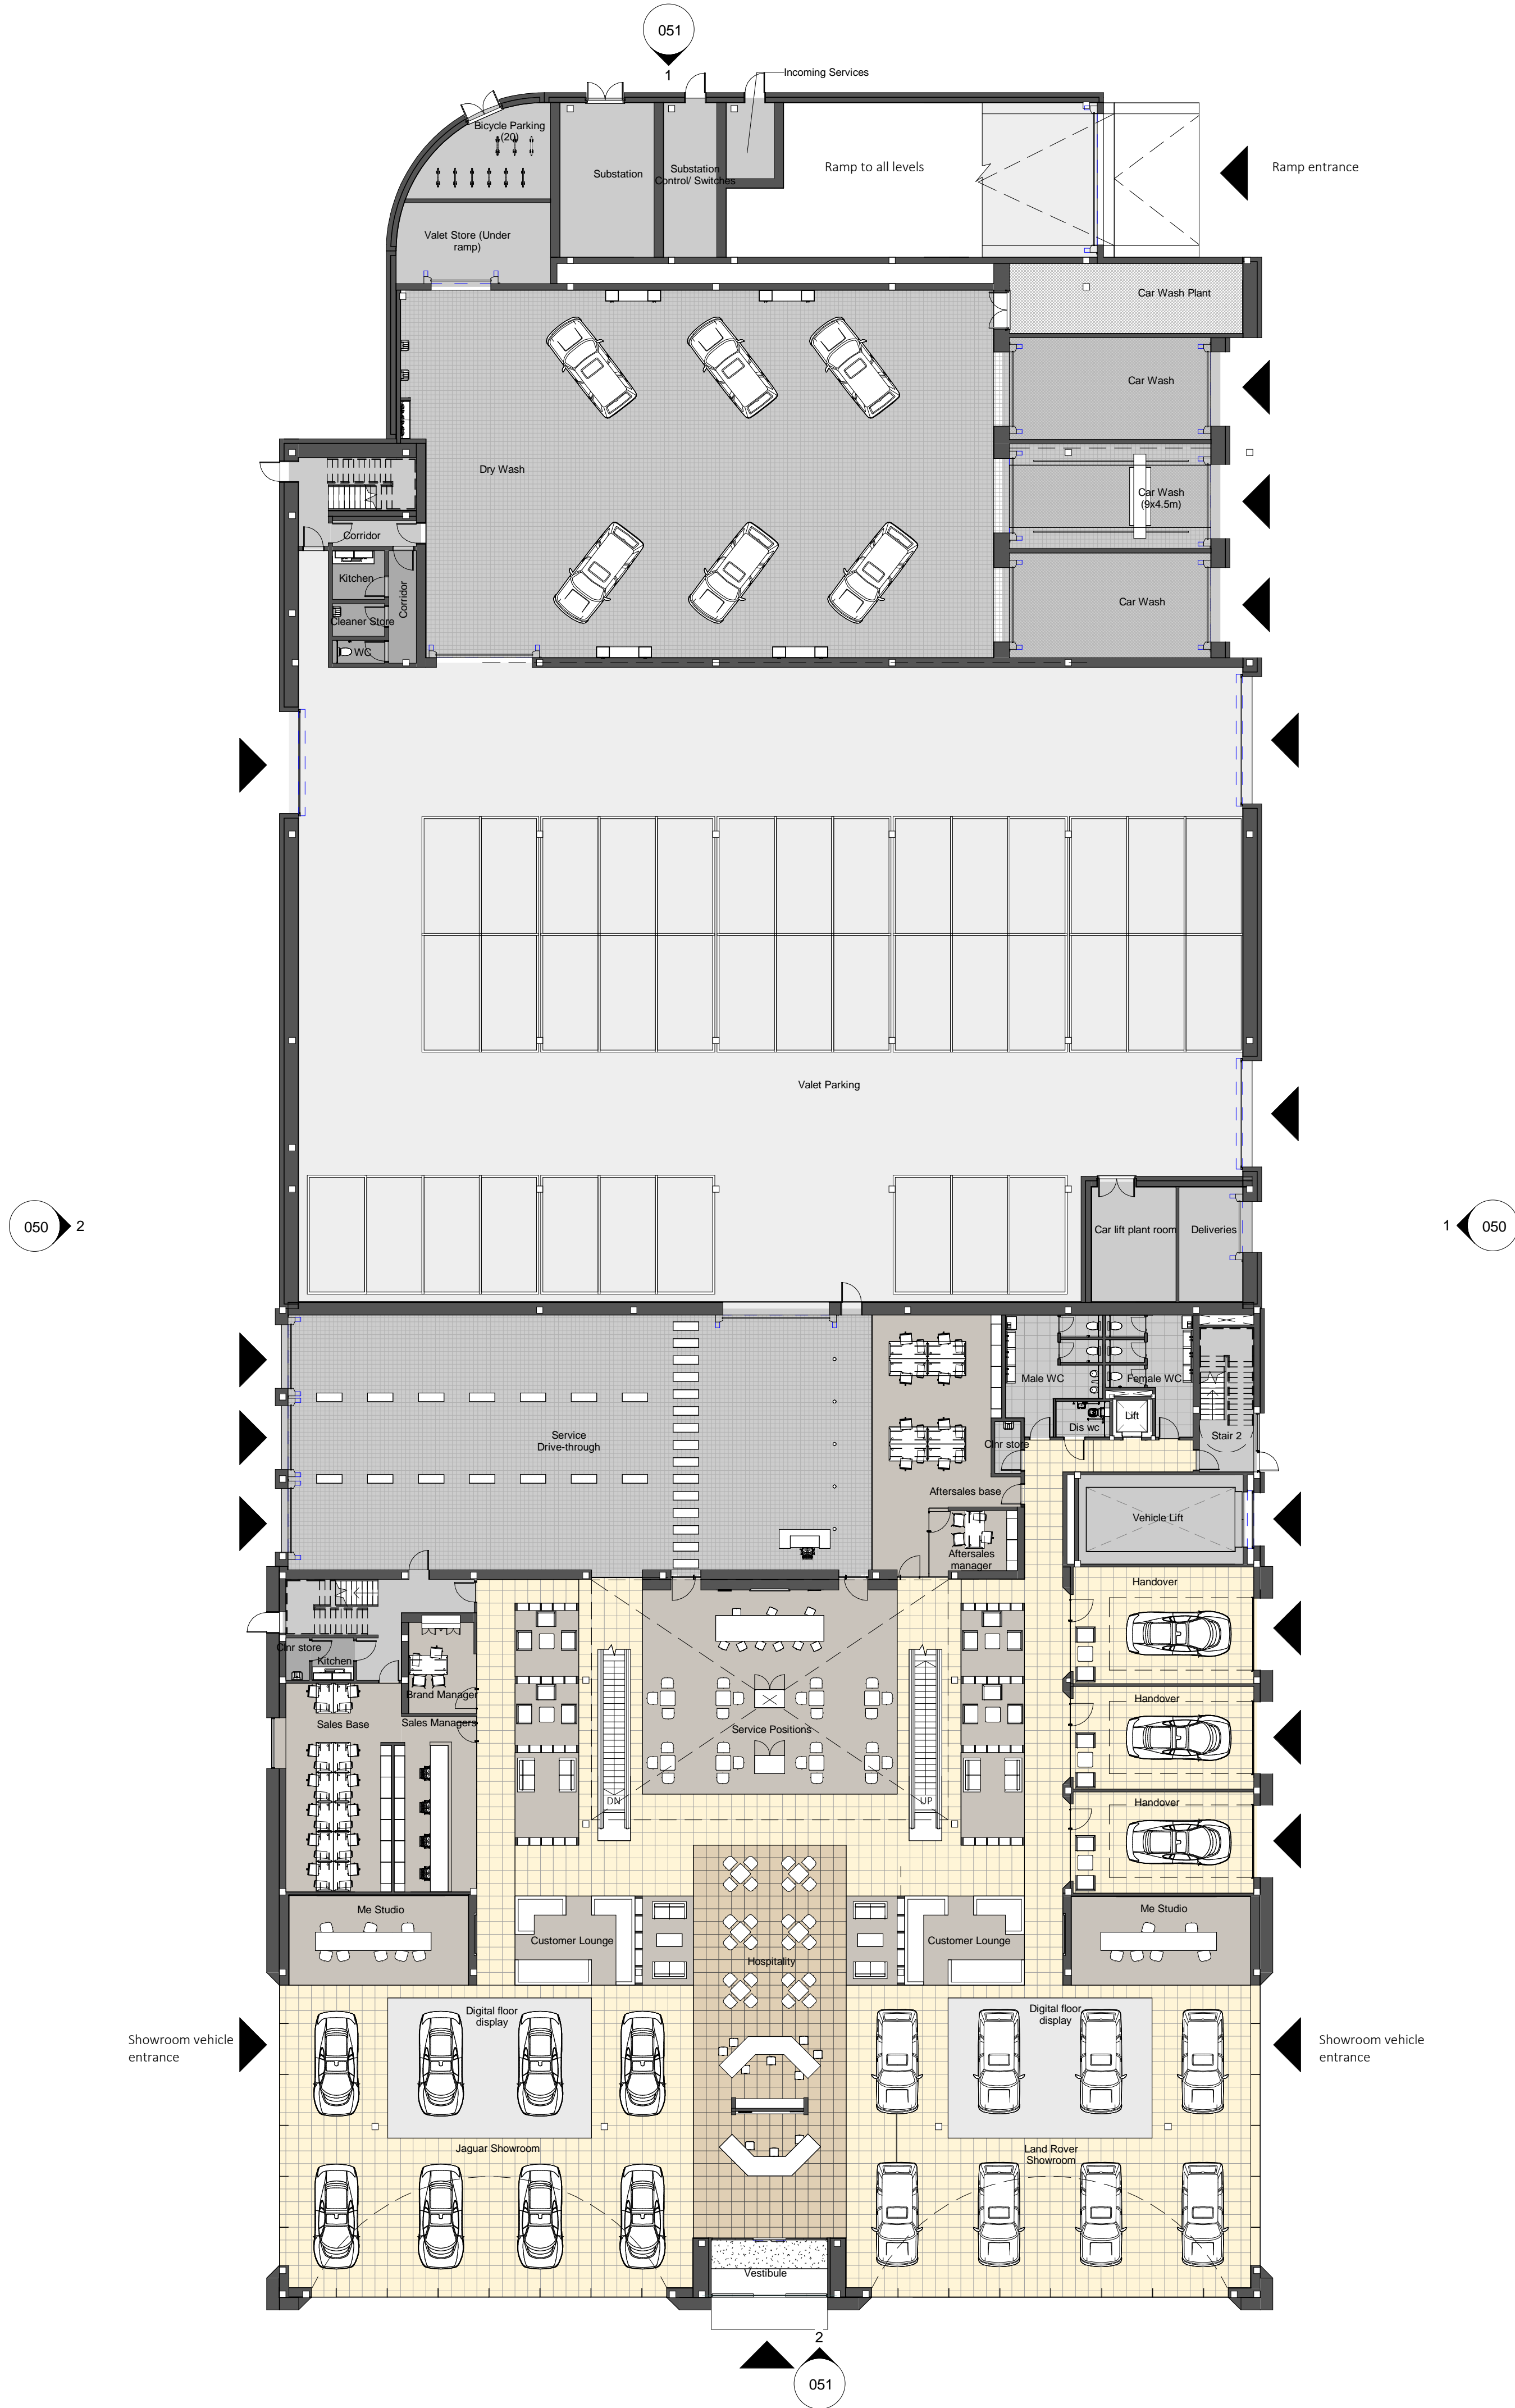 051
1
Incoming Services
Bicycle Parking
(20)
Substation
Substation
Control/ Switches
Ramp to all levels
Ramp entrance
Valet Store (Under
ramp)
Car Wash Plant
Car Wash
Dry Wash
Car Wash
(9x4.5m)
Corridor
Kitchen
Corridor
Cleaner Store
WC
Car Wash
Valet Parking
050
2
1
050
Car lift plant room
Deliveries
Male WC
Female WC
Lift
Dis wc
Stair 2
Clnr store
Service
Drive-through
Aftersales base
Aftersales
manager
Vehicle Lift
Handover
Clnr store
Kitchen
Brand Manager
Sales Base
Sales Managers
Service Positions
Handover
DN
UP
Handover
Me Studio
Customer Lounge
Hospitality
Customer Lounge
Me Studio
Digital floor
display
Digital floor
display
Showroom vehicle
entrance
Showroom vehicle
entrance
Jaguar Showroom
Land Rover
Showroom
Vestibule
2
051